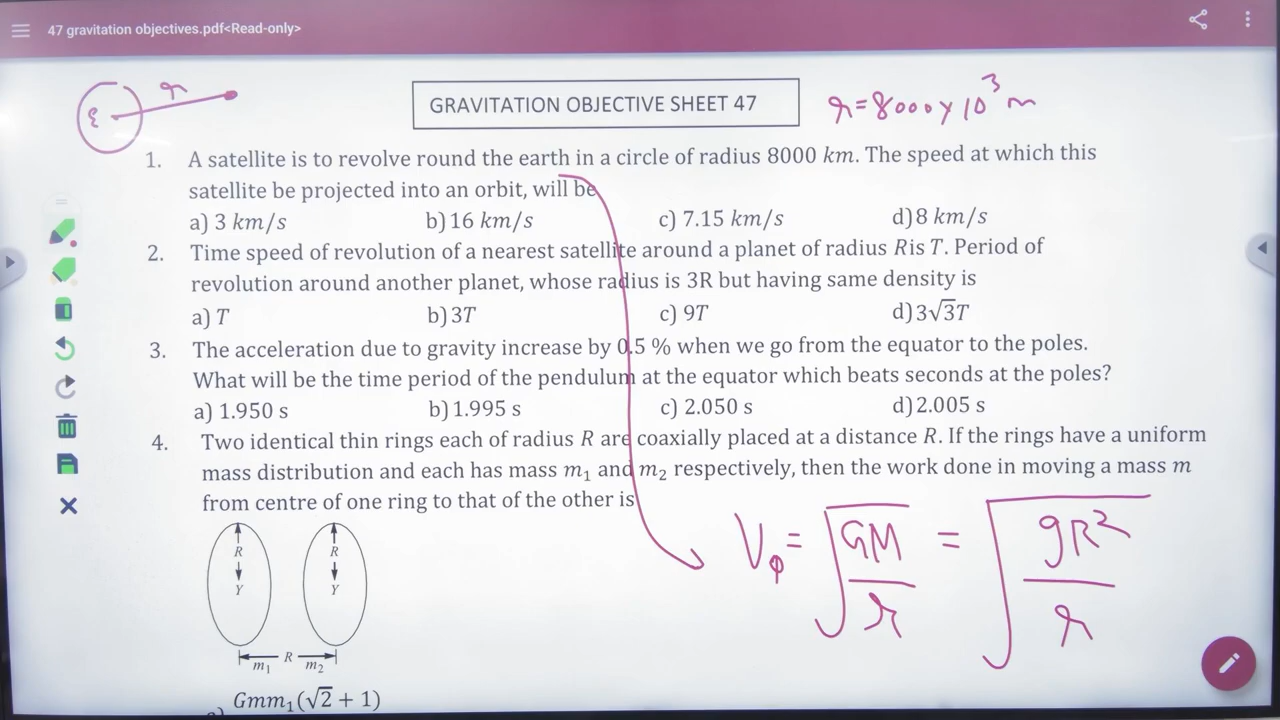 47 gravitation objectives.pdf<Read-only>
GRAVITATION OBJECTIVE SHEET 47
r
r=8000×10³ m
1. A satellite is to revolve round the earth in a circle of radius 8000 km. The speed at which this
satellite be projected into an orbit, will be
a) 3 km/s b) 16 km/s c) 7.15 km/s d) 8 km/s
2. Time speed of revolution of a nearest satellite around a planet of radius R is T. Period of
revolution around another planet, whose radius is 3R but having same density is
a) T b) 3T c) 9T d) 3√3T
3. The acceleration due to gravity increase by 0.5 % when we go from the equator to the poles.
What will be the time period of the pendulum at the equator which beats seconds at the poles?
a) 1.950 s b) 1.995 s c) 2.050 s d) 2.005 s
4. Two identical thin rings each of radius R are coaxially placed at a distance R. If the rings have a uniform
mass distribution and each has mass m₁ and m₂ respectively, then the work done in moving a mass m
from centre of one ring to that of the other is
R R
Y Y
R
m₁ m₂
V₀ = √(GM/r) = √(gR²/r)
Gmm₁(√2 + 1)